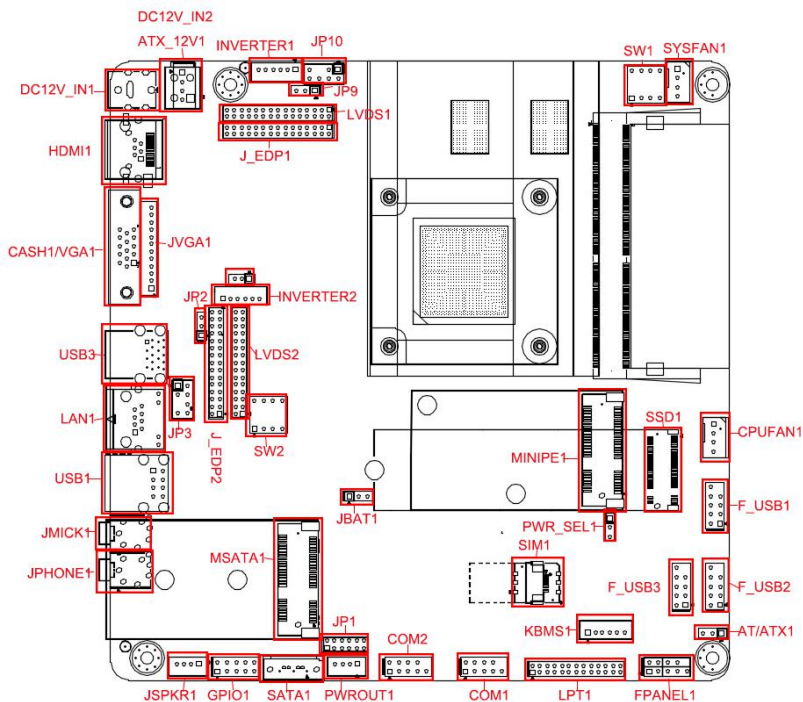 DC12V_IN2
ATX_12V1
INVERTER1
JP10
SW1
SYSFAN1
DC12V_IN1
JP9
LVDS1
HDMI1
J_EDP1
JVGA1
CASH1/VGA1
JP2
INVERTER2
USB3
LVDS2
LAN1
JP3
J_EDP2
SW2
SSD1
CPUFAN1
MINIPE1
USB1
JBAT1
PWR_SEL1
F_USB1
JMICK1
MSATA1
SIM1
JPHONE1
F_USB3
F_USB2
JP1
COM2
KBMS1
AT/ATX1
JSPKR1
GPIO1
SATA1
PWROUT1
COM1
LPT1
FPANEL1